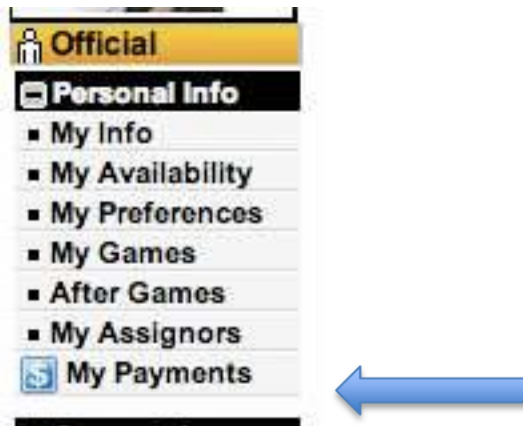 Official
Personal Info
My Info
My Availability
My Preferences
My Games
After Games
My Assignors
My Payments